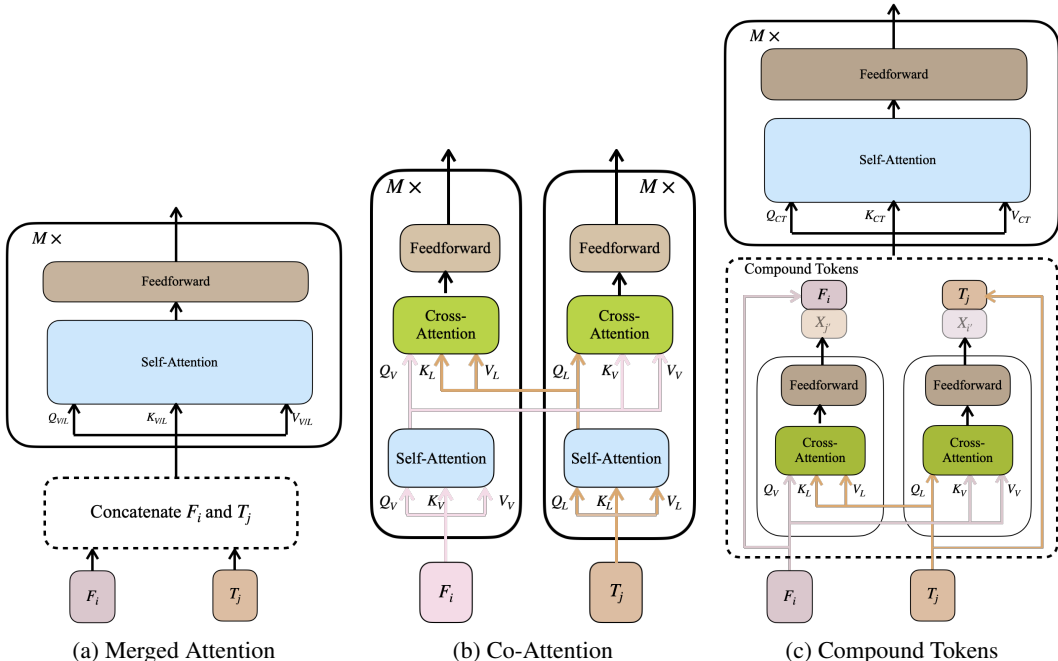 M ×
Feedforward
Self-Attention
Q_{V/L} K_{V/L} V_{V/L}
Concatenate F_i and T_j
F_i T_j
(a) Merged Attention
M × M ×
Feedforward Feedforward
Cross-Attention Cross-Attention
Q_V K_L V_L Q_L K_V V_V
Self-Attention Self-Attention
Q_V K_V V_V Q_L K_L V_L
F_i T_j
(b) Co-Attention
M ×
Feedforward
Self-Attention
Q_{CT} K_{CT} V_{CT}
Compound Tokens
F_i T_j
X_{j'} X_{i'}
Feedforward Feedforward
Cross-Attention Cross-Attention
Q_V K_L V_L Q_L K_V V_V
F_i T_j
(c) Compound Tokens